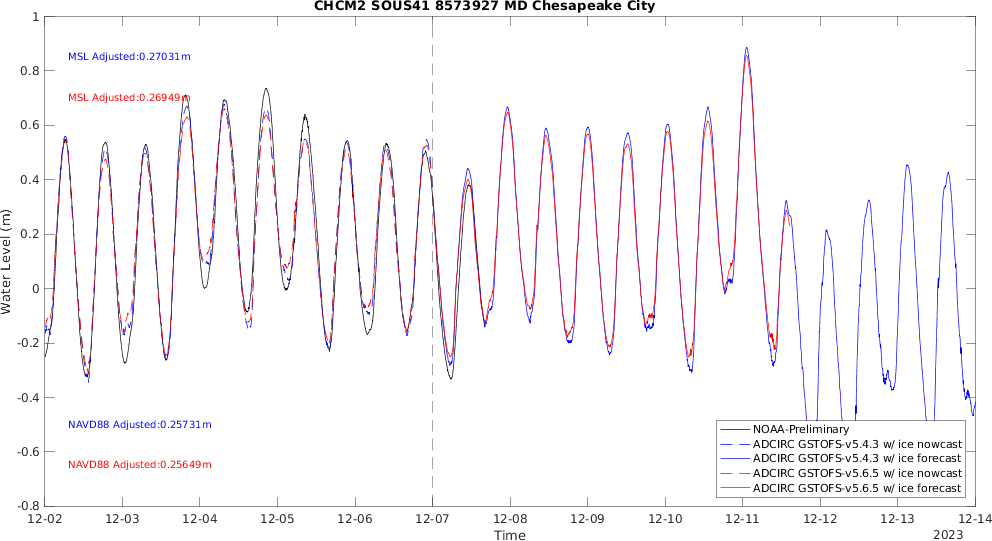 CHCM2 SOUS41 8573927 MD Chesapeake City
1
0.8
0.6
0.4
0.2
0
-0.2
-0.4
-0.6
-0.8
Water Level (m)
MSL Adjusted:0.27031m
MSL Adjusted:0.26949m
NAVD88 Adjusted:0.25731m
NAVD88 Adjusted:0.25649m
NOAA-Preliminary
ADCIRC GSTOFS-v5.4.3 w/ ice nowcast
ADCIRC GSTOFS-v5.4.3 w/ ice forecast
ADCIRC GSTOFS-v5.6.5 w/ ice nowcast
ADCIRC GSTOFS-v5.6.5 w/ ice forecast
12-02 12-03 12-04 12-05 12-06 12-07 12-08 12-09 12-10 12-11 12-12 12-13 12-14
Time
2023